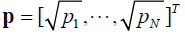 𝐩 = [√p₁, ⋯, √p_N]ᵀ